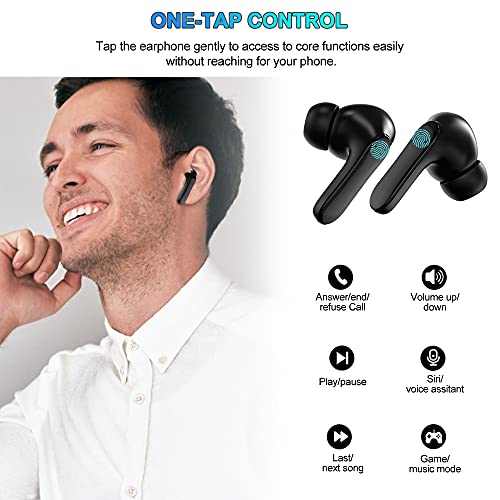 ONE-TAP CONTROL
Tap the earphone gently to access to core functions easily
without reaching for your phone.
Answer/end/
refuse Call
Volume up/
down
Play/pause
Siri/
voice assitant
Last/
next song
Game/
music mode